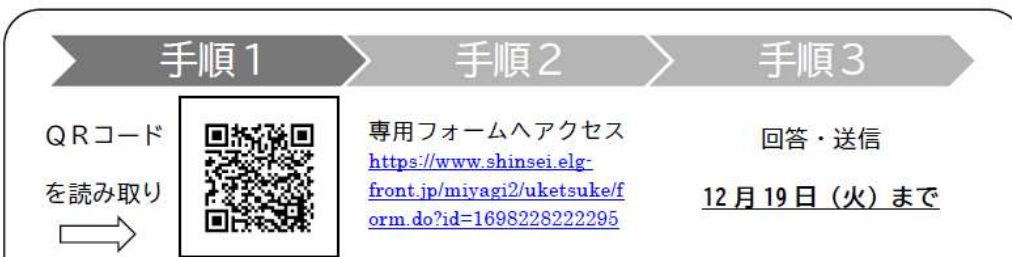 手順1
手順2
手順3
QRコード
を読み取り
専用フォームへアクセス
https://www.shinsei.elg-
front.jp/miyagi2/uketsuke/f
orm.do?id=1698228222295
回答・送信
12月19日（火）まで